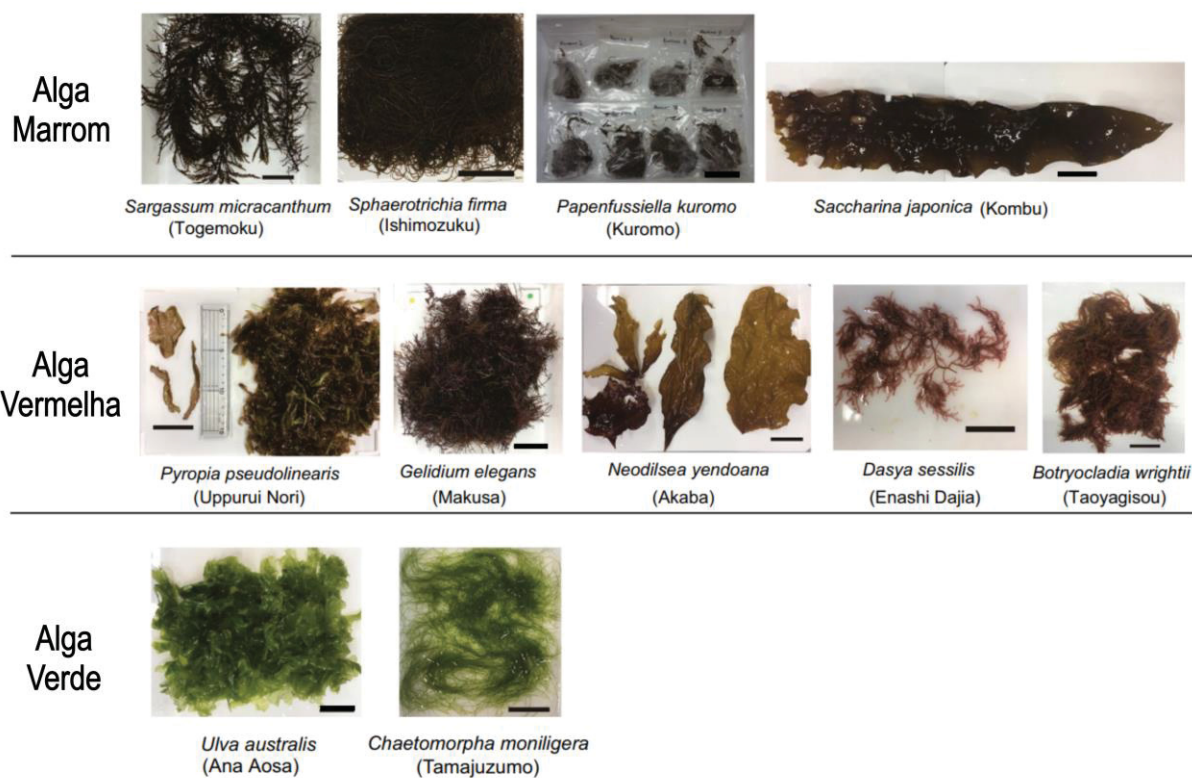 Alga
Marrom
Sargassum micracanthum
(Togemoku)
Sphaerotrichia firma
(Ishimozuku)
Papenfussiella kuromo
(Kuromo)
Saccharina japonica (Kombu)
Alga
Vermelha
Pyropia pseudolinearis
(Uppurui Nori)
Gelidium elegans
(Makusa)
Neodilsea yendoana
(Akaba)
Dasya sessilis
(Enashi Dajia)
Botryocladia wrightii
(Taoyagisou)
Alga
Verde
Ulva australis
(Ana Aosa)
Chaetomorpha moniligera
(Tamajuzumo)